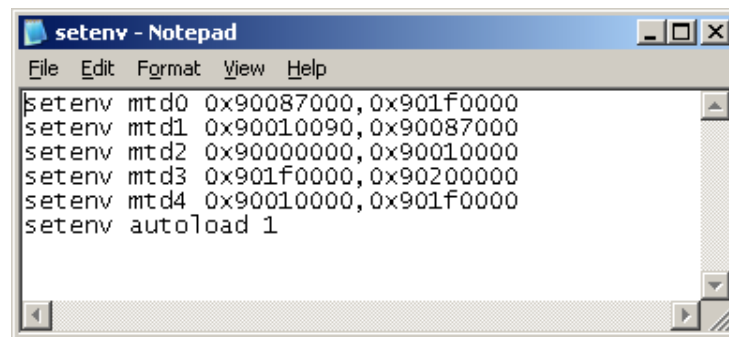 setenv - Notepad
File Edit Format View Help
setenv mtd0 0x90087000,0x901f0000
setenv mtd1 0x90010090,0x90087000
setenv mtd2 0x90000000,0x90010000
setenv mtd3 0x901f0000,0x90200000
setenv mtd4 0x90010000,0x901f0000
setenv autoload 1